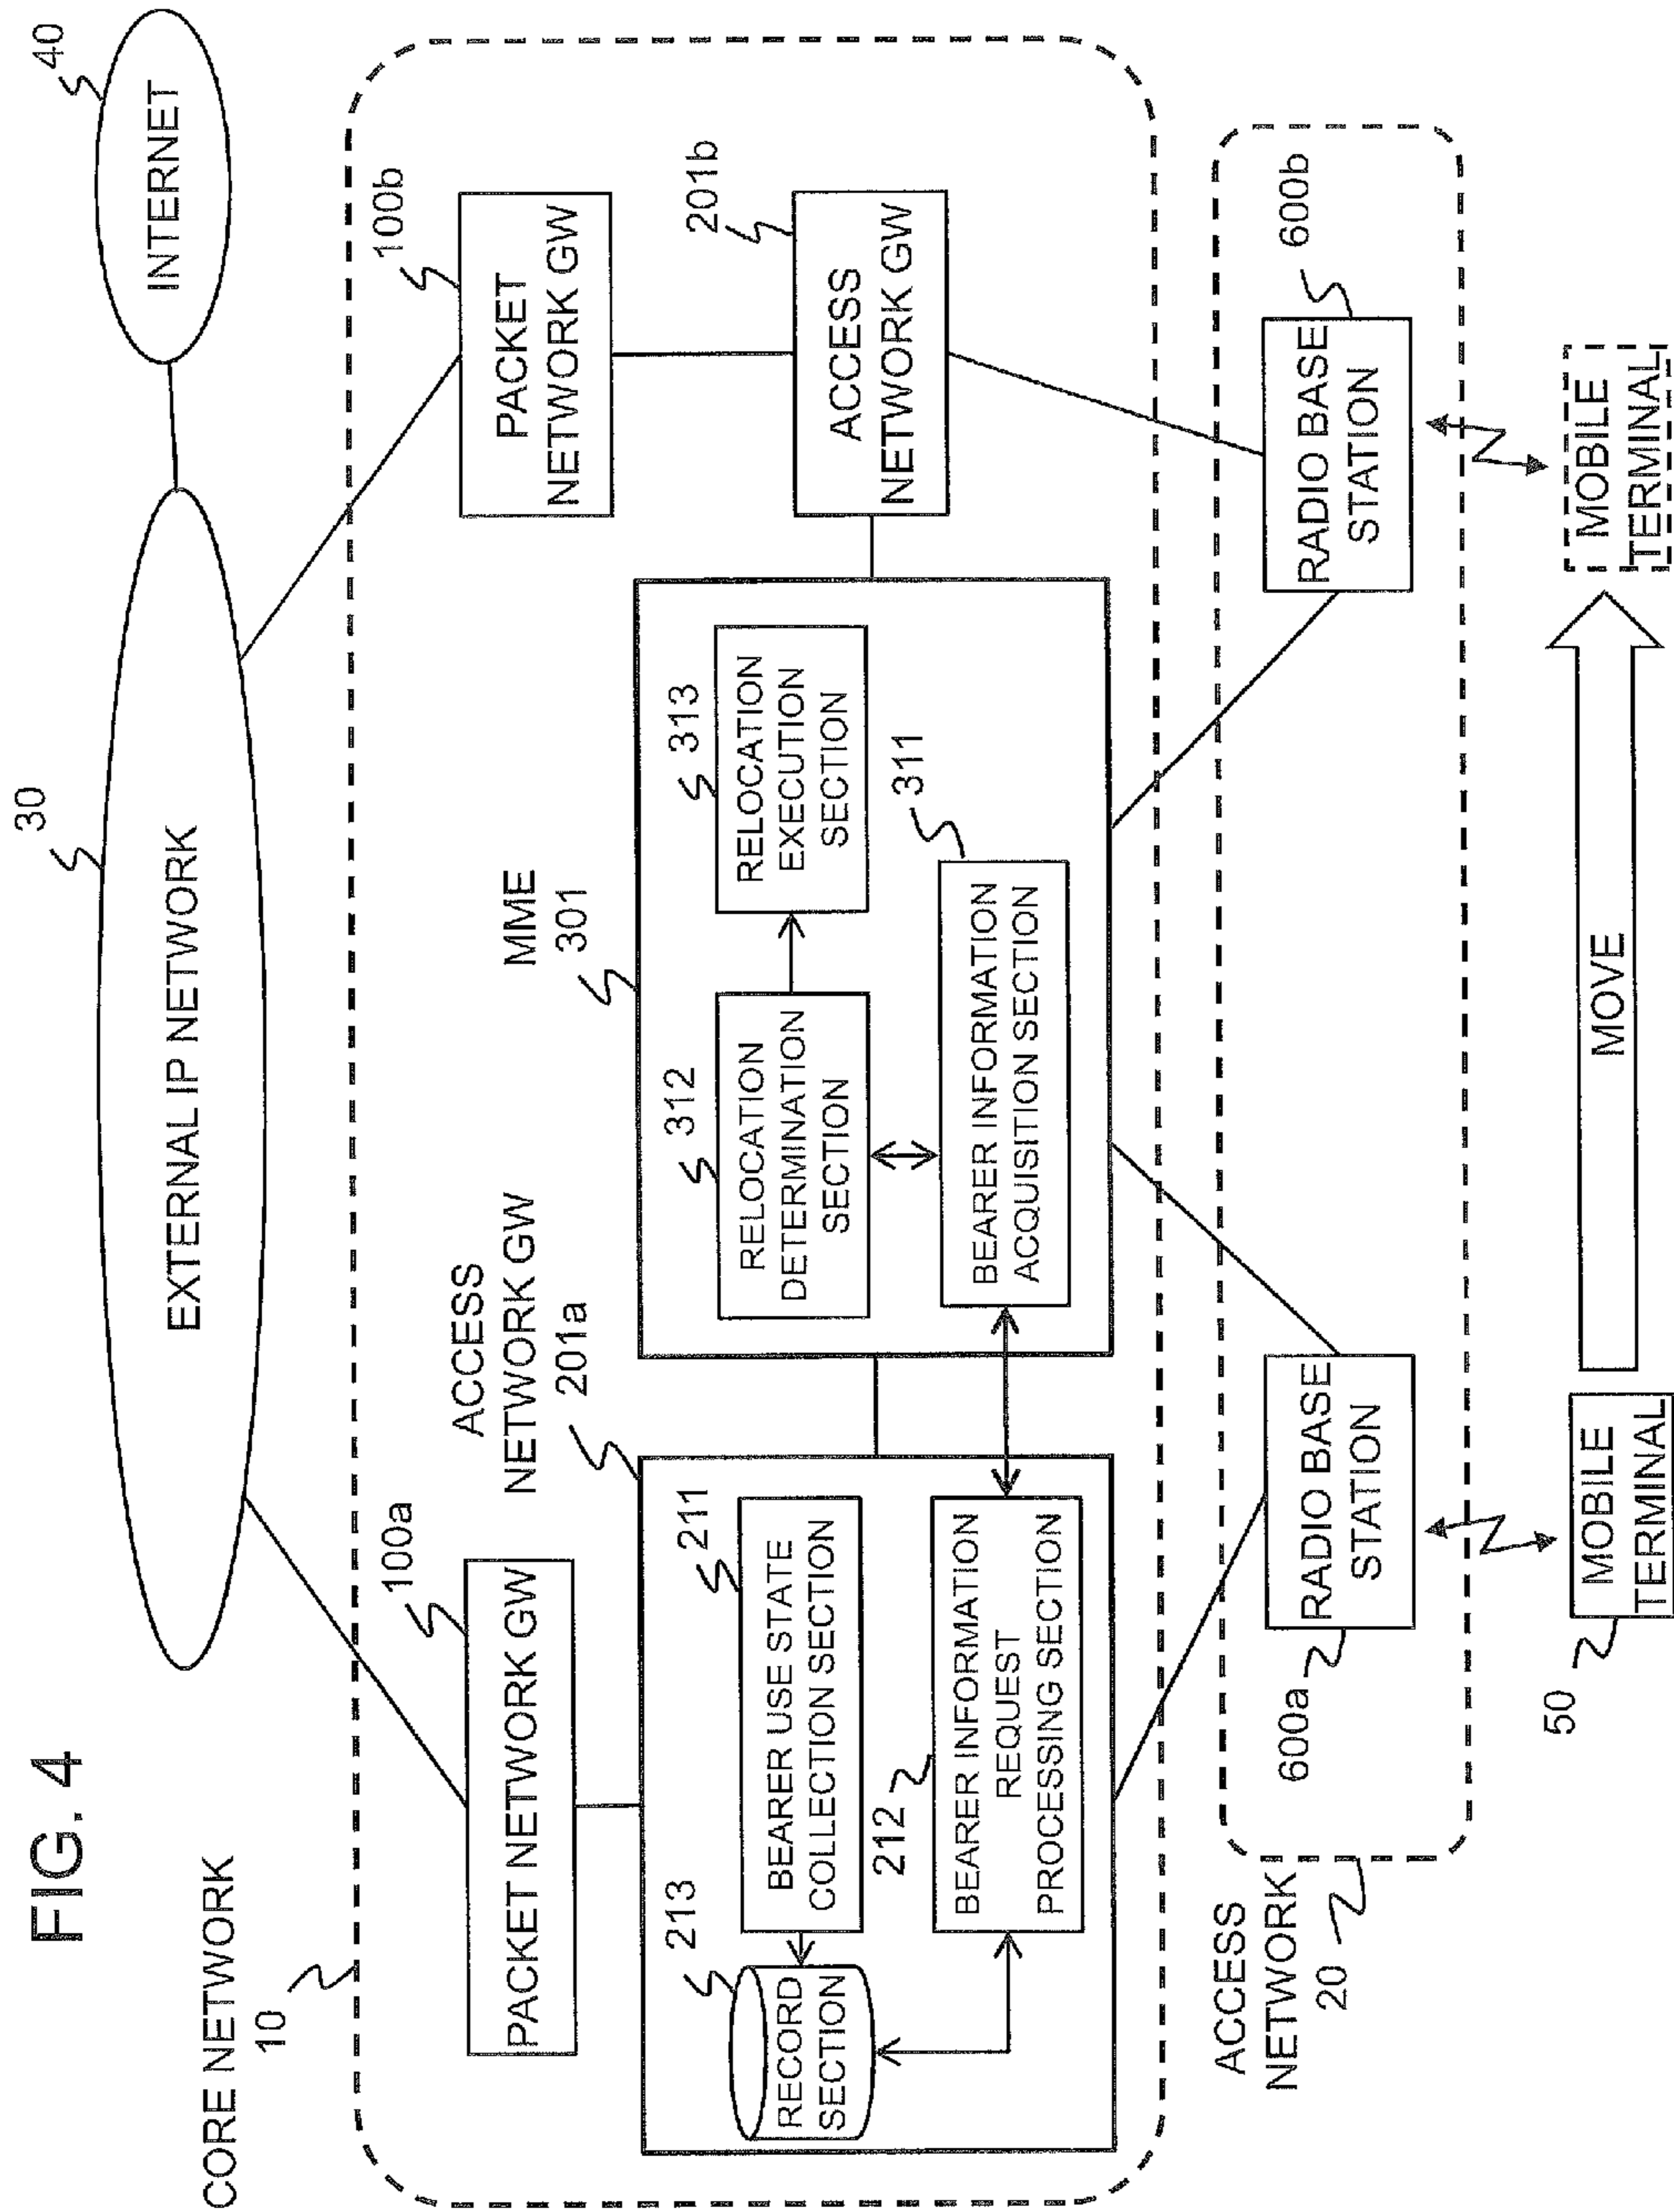 FIG. 4
30
40
EXTERNAL IP NETWORK
INTERNET
CORE NETWORK
10
100a
PACKET NETWORK GW
100b
PACKET
NETWORK GW
ACCESS
NETWORK GW
201a
MME
301
201b
ACCESS
NETWORK GW
213
RECORD
SECTION
211
BEARER USE STATE
COLLECTION SECTION
212
BEARER INFORMATION
REQUEST
PROCESSING SECTION
312
RELOCATION
DETERMINATION
SECTION
313
RELOCATION
EXECUTION
SECTION
311
BEARER INFORMATION
ACQUISITION SECTION
ACCESS
NETWORK
20
600a
RADIO BASE
STATION
600b
RADIO BASE
STATION
50
MOBILE
TERMINAL
MOVE
MOBILE
TERMINAL